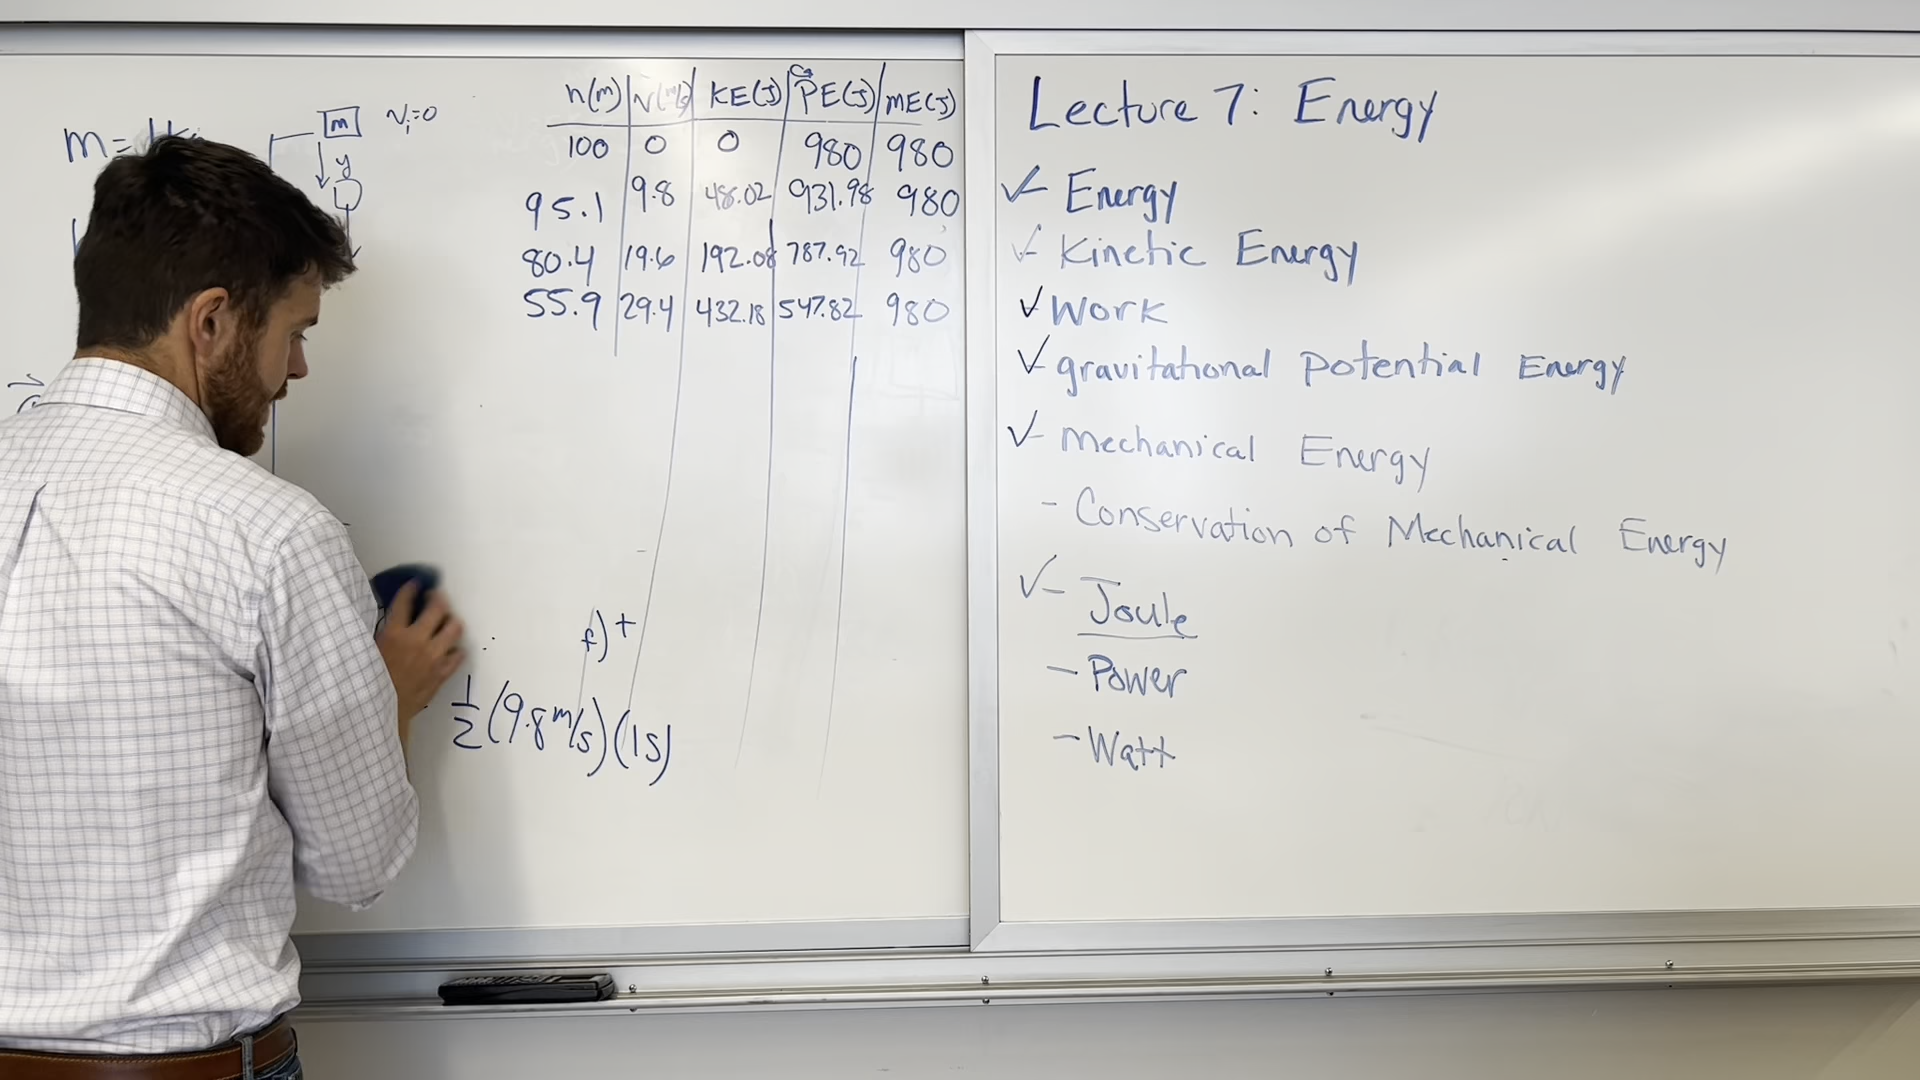 m=1k
m
Vi=0
y
h(m) V(m/s) KE(J) PE(J) ME(J)
100 0 0 980 980
95.1 9.8 48.02 931.98 980
80.4 19.6 192.08 787.92 980
55.9 29.4 432.18 547.82 980
f)t
1/2 (9.8 m/s)(1s)
Lecture 7: Energy
✓- Energy
✓- Kinetic Energy
✓- Work
✓- gravitational Potential Energy
✓- Mechanical Energy
- Conservation of Mechanical Energy
✓- Joule
- Power
- Watt